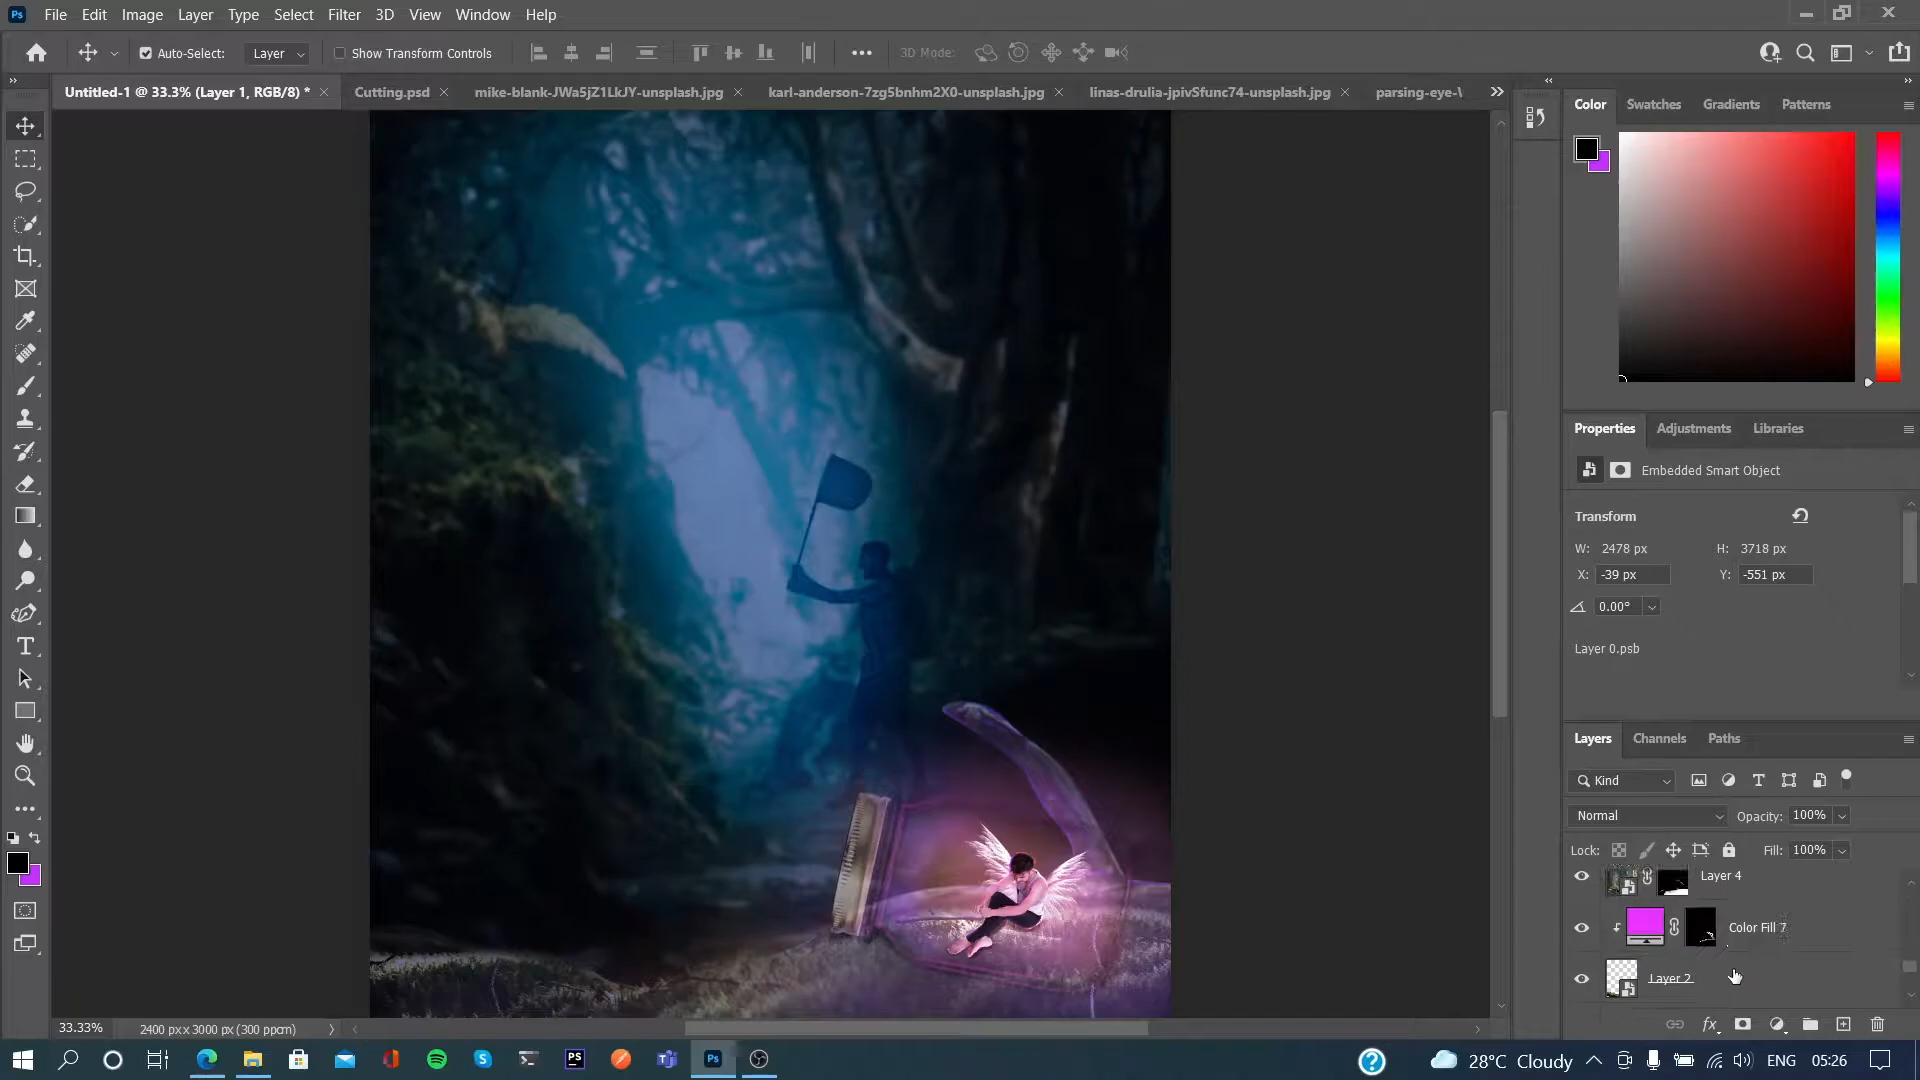 Ps File Edit Image Layer Type Select Filter 3D View Window Help
Auto-Select: Layer Show Transform Controls 3D Mode:
Untitled-1 @ 33.3% (Layer 1, RGB/8) * Cutting.psd mike-blank-JWa5jZ1LkJY-unsplash.jpg karl-anderson-7zg5bnhm2X0-unsplash.jpg linas-drulia-jpivSfunc74-unsplash.jpg parsing-eye-\
Color Swatches Gradients Patterns
Properties Adjustments Libraries
Embedded Smart Object
Transform
W: 2478 px H: 3718 px
X: -39 px Y: -551 px
0.00°
Layer 0.psb
Layers Channels Paths
Kind
Normal Opacity: 100%
Lock: Fill: 100%
Layer 4
Color Fill 7
Layer 2
fx
33.33% 2400 px x 3000 px (300 ppcm)
28°C Cloudy ENG 05:26